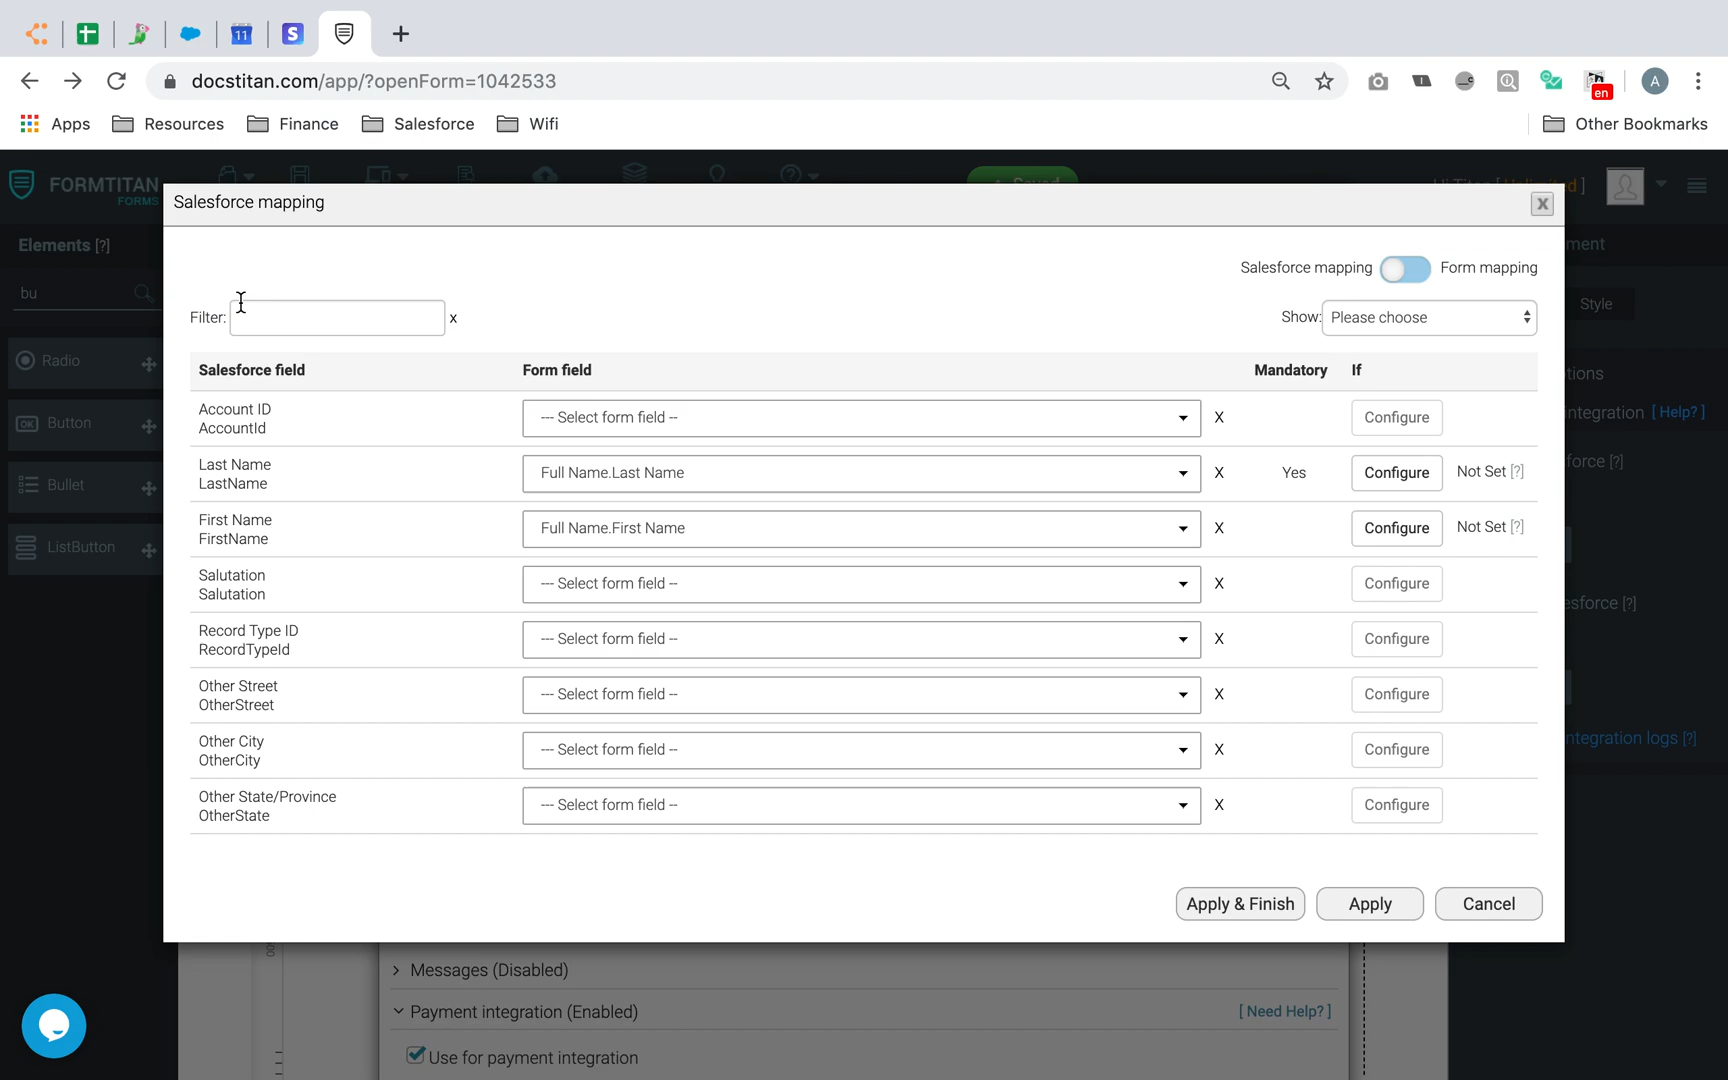 11
S
docstitan.com/app/?openForm=1042533
en
A
Apps
Resources
Finance
Salesforce
Wifi
Other Bookmarks
FORMTITAN
FORMS
Salesforce mapping
X
Elements [?]
bu
Radio
OK Button
Bullet
ListButton
Salesforce mapping
Form mapping
Filter:
x
Show: Please choose
Style
Salesforce field
Form field
Mandatory
If
Account ID
AccountId
--- Select form field --
X
Configure
Last Name
LastName
Full Name.Last Name
X
Yes
Configure
Not Set [?]
First Name
FirstName
Full Name.First Name
X
Configure
Not Set [?]
Salutation
Salutation
--- Select form field --
X
Configure
Record Type ID
RecordTypeId
--- Select form field --
X
Configure
Other Street
OtherStreet
--- Select form field --
X
Configure
Other City
OtherCity
--- Select form field --
X
Configure
Other State/Province
OtherState
--- Select form field --
X
Configure
Apply & Finish
Apply
Cancel
ment
tions
ntegration [Help?]
force [?]
esforce [?]
ntegration logs [?]
Messages (Disabled)
Payment integration (Enabled)
[ Need Help? ]
Use for payment integration